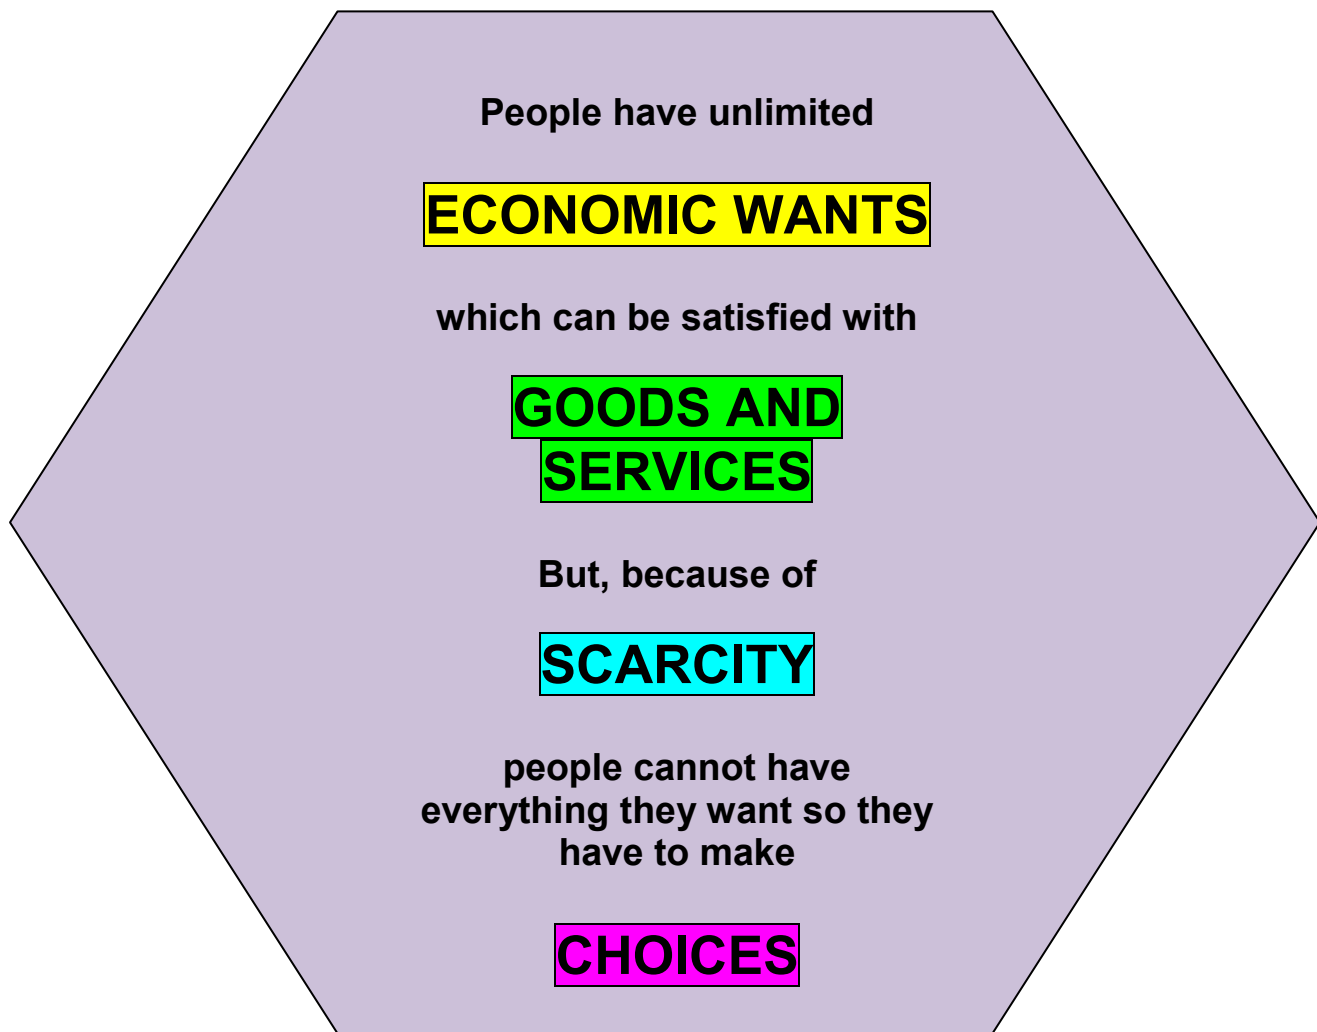 People have unlimited
ECONOMIC WANTS
which can be satisfied with
GOODS AND
SERVICES
But, because of
SCARCITY
people cannot have
everything they want so they
have to make
CHOICES